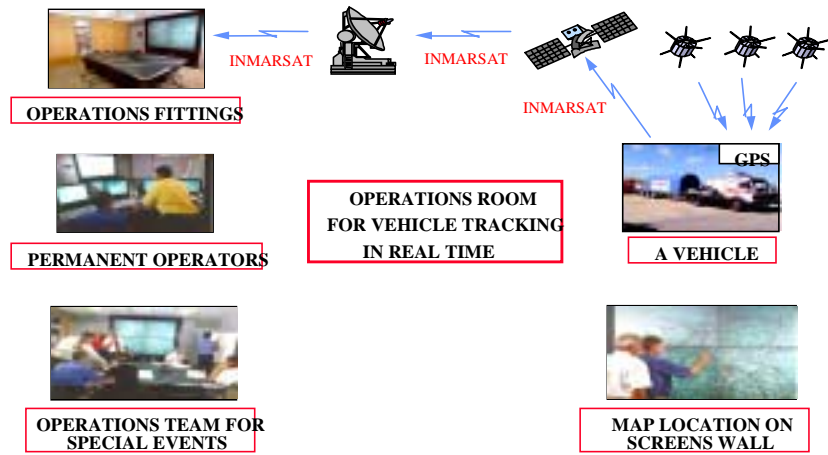 INMARSAT
INMARSAT
INMARSAT
OPERATIONS FITTINGS
GPS
PERMANENT OPERATORS
OPERATIONS ROOM
FOR VEHICLE TRACKING
IN REAL TIME
A VEHICLE
OPERATIONS TEAM FOR
SPECIAL EVENTS
MAP LOCATION ON
SCREENS WALL